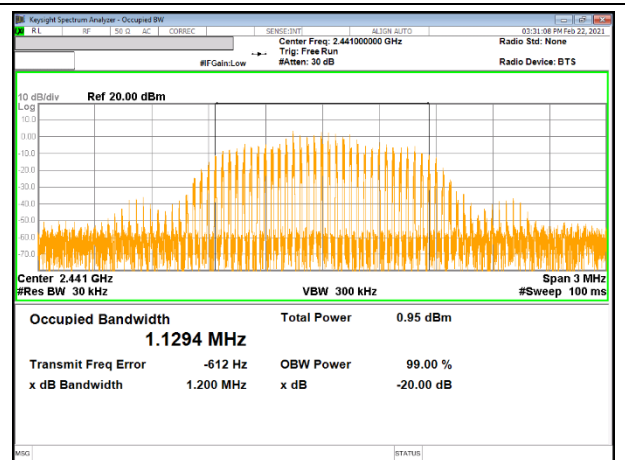 Keysight Spectrum Analyzer - Occupied BW
RL RF 50 Ω AC CORREC SENSE:INT ALIGN AUTO 03:31:08 PM Feb 22, 2021
Center Freq: 2.441000000 GHz Radio Std: None
Trig: Free Run
#IFGain:Low #Atten: 30 dB Radio Device: BTS
10 dB/div Ref 20.00 dBm
Log
10.0
0.00
-10.0
-20.0
-30.0
-40.0
-50.0
-60.0
-70.0
Center 2.441 GHz Span 3 MHz
#Res BW 30 kHz VBW 300 kHz #Sweep 100 ms
Occupied Bandwidth Total Power 0.95 dBm
1.1294 MHz
Transmit Freq Error -612 Hz OBW Power 99.00 %
x dB Bandwidth 1.200 MHz x dB -20.00 dB
MSG STATUS